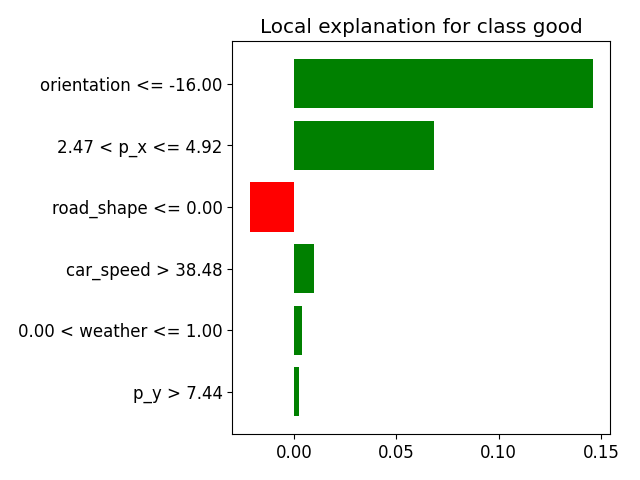 Local explanation for class good
orientation <= -16.00
2.47 < p_x <= 4.92
road_shape <= 0.00
car_speed > 38.48
0.00 < weather <= 1.00
p_y > 7.44
0.00 0.05 0.10 0.15